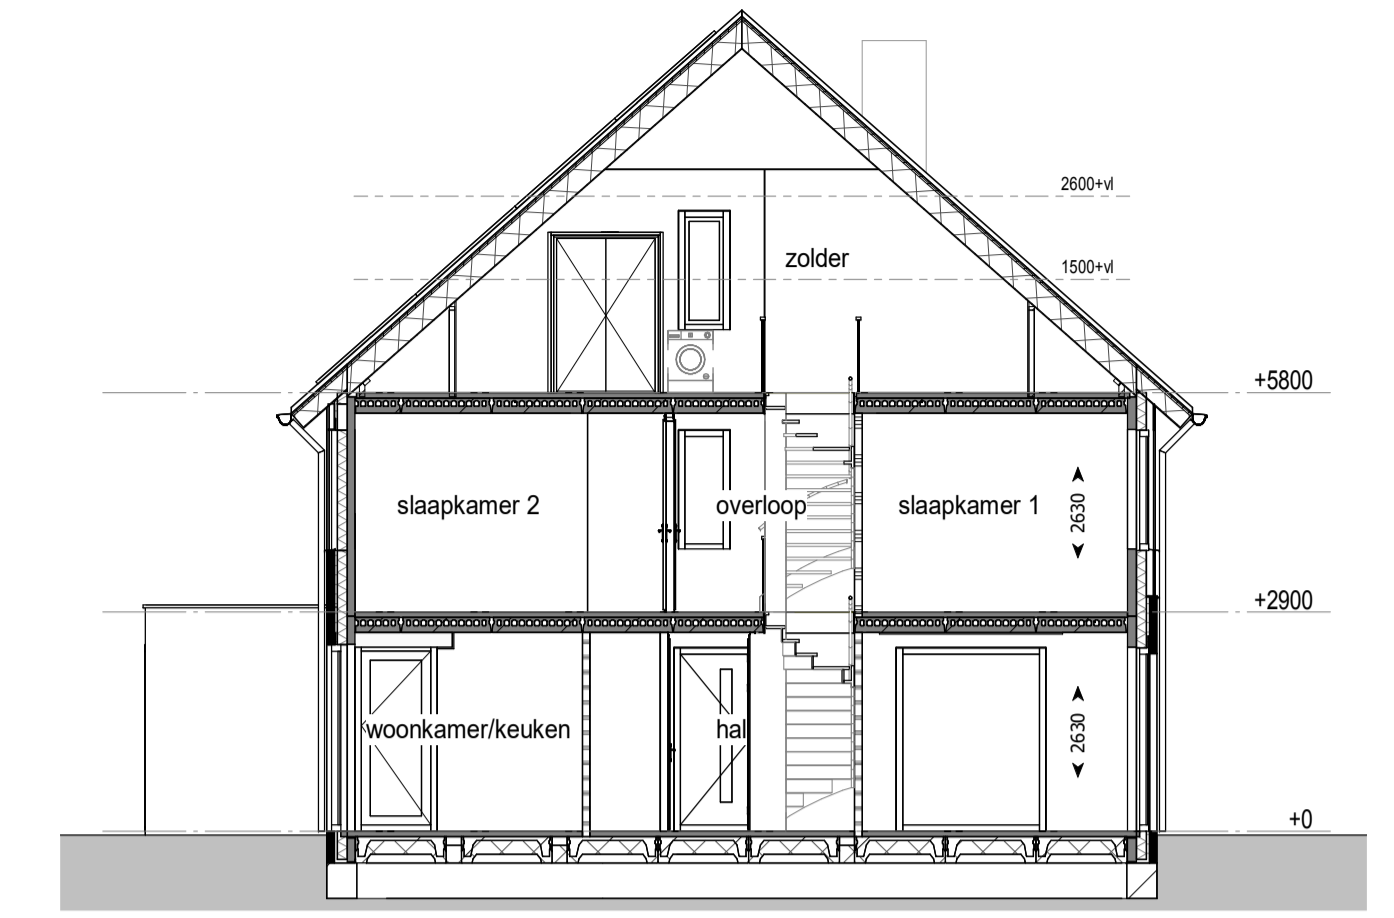 2600+vl
zolder
1500+vl
+5800
slaapkamer 2
overloop
slaapkamer 1
2630
+2900
woonkamer/keuken
hal
2630
+0